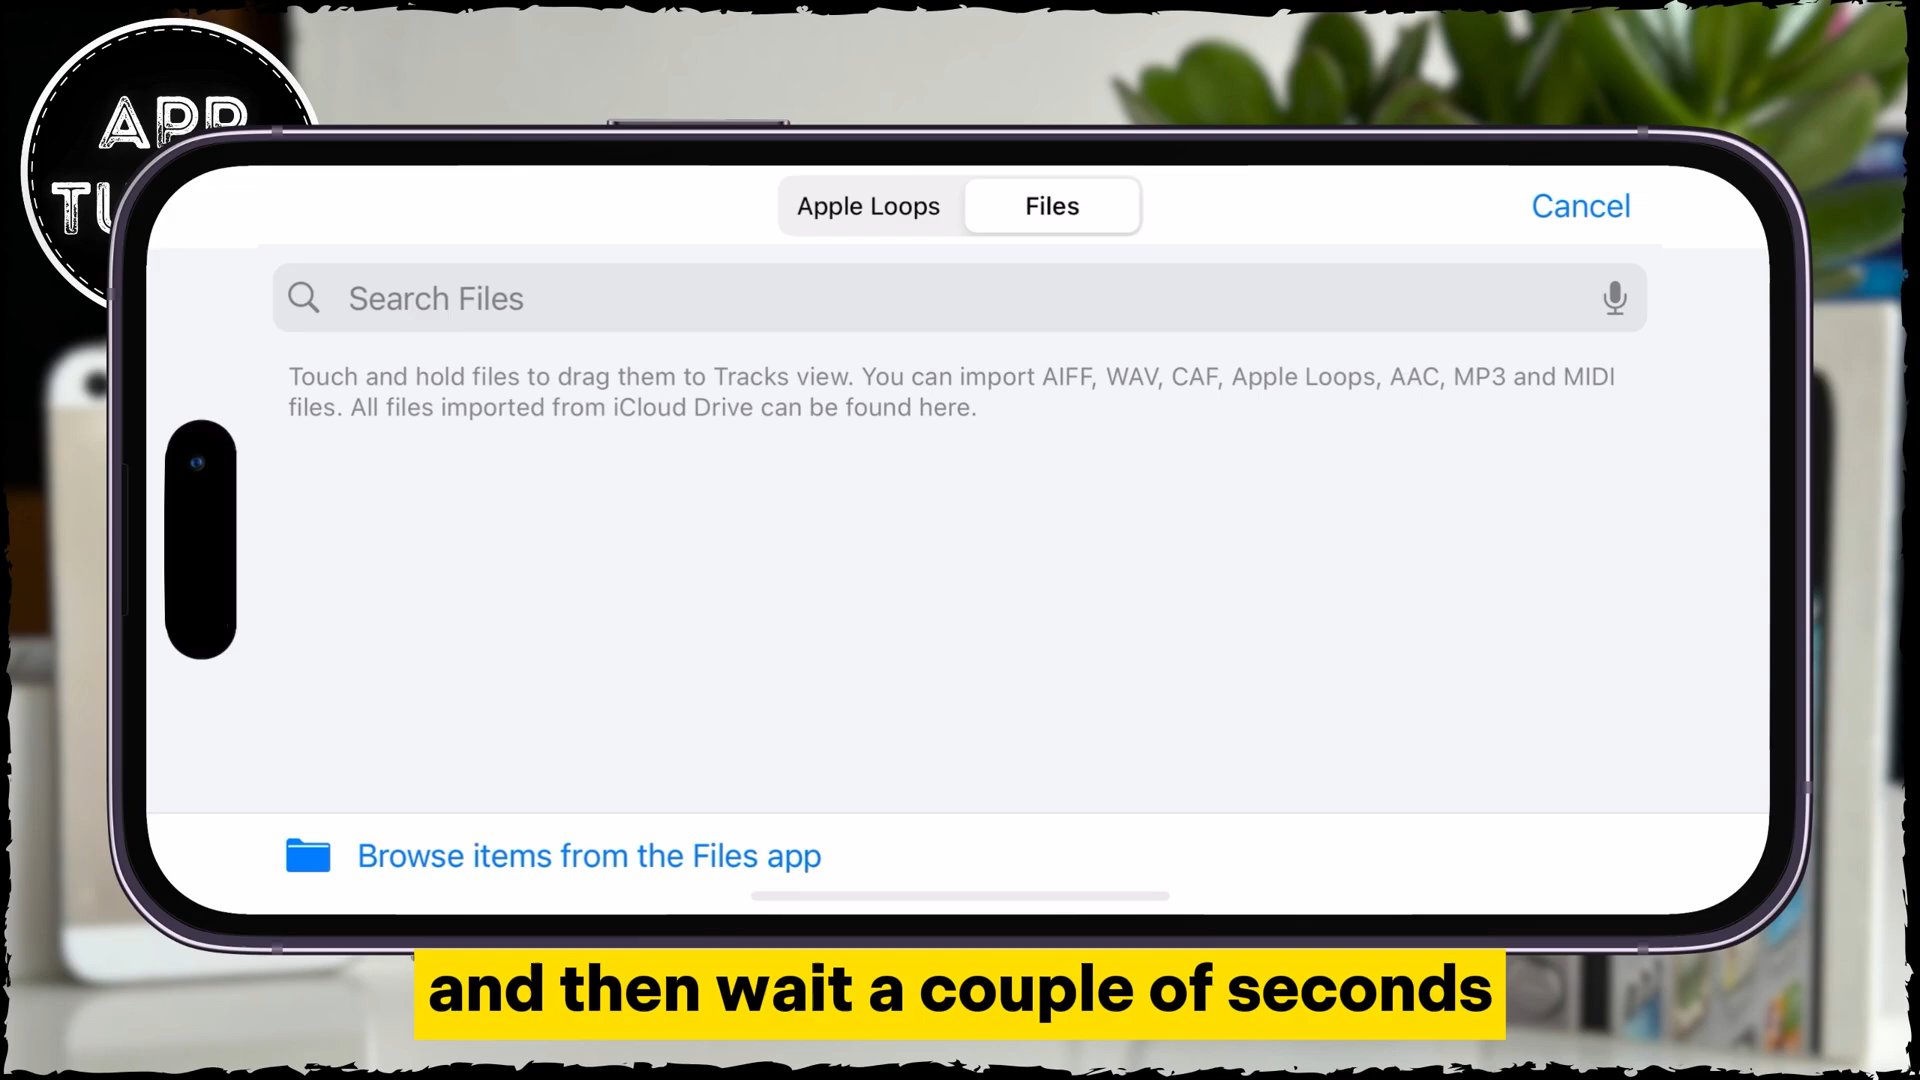 APP
Apple Loops
Files
Cancel
Search Files
Touch and hold files to drag them to Tracks view. You can import AIFF, WAV, CAF, Apple Loops, AAC, MP3 and MIDI
files. All files imported from iCloud Drive can be found here.
Browse items from the Files app
and then wait a couple of seconds